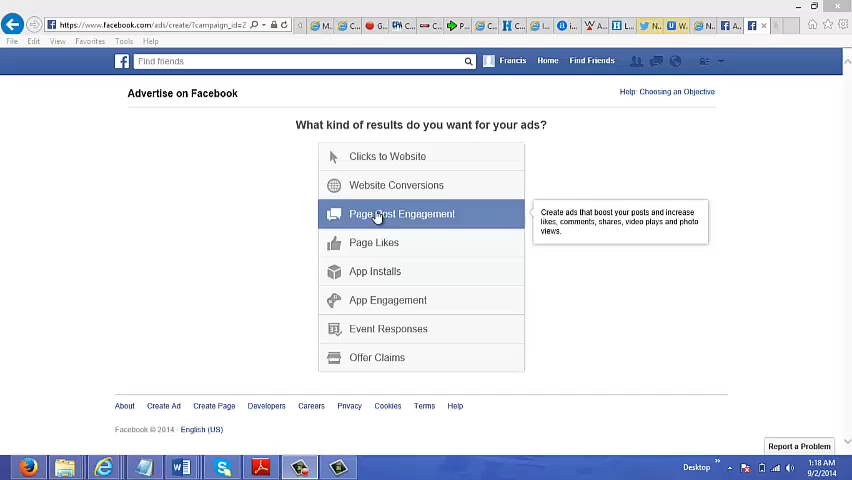 https://www.facebook.com/ads/create/?campaign_id=Z
File Edit View Favorites Tools Help
Find friends
Francis Home Find Friends
Advertise on Facebook
Help: Choosing an Objective
What kind of results do you want for your ads?
Clicks to Website
Website Conversions
Page Post Engagement
Create ads that boost your posts and increase
likes, comments, shares, video plays and photo
views.
Page Likes
App Installs
App Engagement
Event Responses
Offer Claims
About Create Ad Create Page Developers Careers Privacy Cookies Terms Help
Facebook © 2014 · English (US)
Report a Problem
Desktop
1:18 AM
9/2/2014